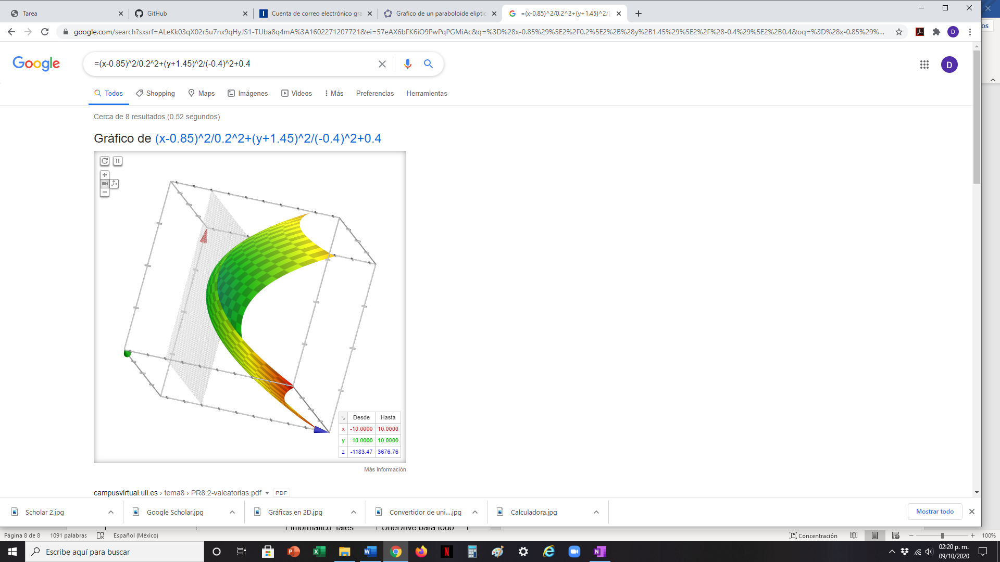 Tarea
GitHub
Cuenta de correo electrónico gra
Grafico de un paraboloide eliptic
=(x-0.85)^2/0.2^2+(y+1.45)^2/(
google.com/search?sxsrf=ALeKk03qX02r5u7nx9qHyJS1-TUba8q4mA%3A1602271207721&ei=57eAX6bFK6iO9PwPqPGMiAc&q=%3D%28x-0.85%29%5E2%2F0.2%5E2%2B%28y%2B1.45%29%5E2%2F%28-0.4%29%5E2%2B0.4&oq=%3D%28x-0.85%29%...
D
os
Google
=(x-0.85)^2/0.2^2+(y+1.45)^2/(-0.4)^2+0.4
D
Todos
Shopping
Maps
Imágenes
Videos
Más
Preferencias
Herramientas
Cerca de 8 resultados (0.52 segundos)
Gráfico de (x-0.85)^2/0.2^2+(y+1.45)^2/(-0.4)^2+0.4
Desde Hasta
x -10.0000 10.0000
y -10.0000 10.0000
z -1183.47 3676.76
Más información
campusvirtual.ull.es › tema8 › PR8.2-valeatorias.pdf PDF
Scholar 2.jpg
Google Scholar.jpg
Gráficas en 2D.jpg
Convertidor de uni....jpg
Calculadora.jpg
Mostrar todo
Página 8 de 8
1091 palabras
Español (México)
Concentración
100%
Escribe aquí para buscar
02:20 p. m.
09/10/2020